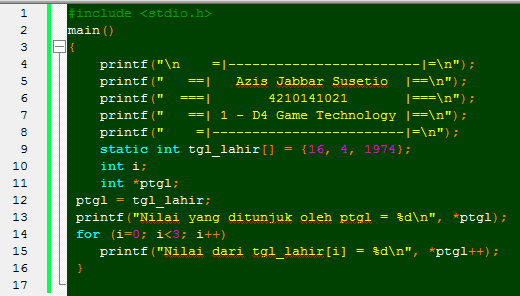 1 #include <stdio.h>
2 main()
3 {
4     printf("\n    =|------------------------|=\n");
5     printf("   ==|   Azis Jabbar Susetio  |==\n");
6     printf("  ===|       4210141021       |===\n");
7     printf("   ==| 1 - D4 Game Technology |==\n");
8     printf("    =|------------------------|=\n");
9     static int tgl_lahir[] = {16, 4, 1974};
10     int i;
11     int *ptgl;
12  ptgl = tgl_lahir;
13  printf("Nilai yang ditunjuk oleh ptgl = %d\n", *ptgl);
14  for (i=0; i<3; i++)
15     printf("Nilai dari tgl_lahir[i] = %d\n", *ptgl++);
16  }
17